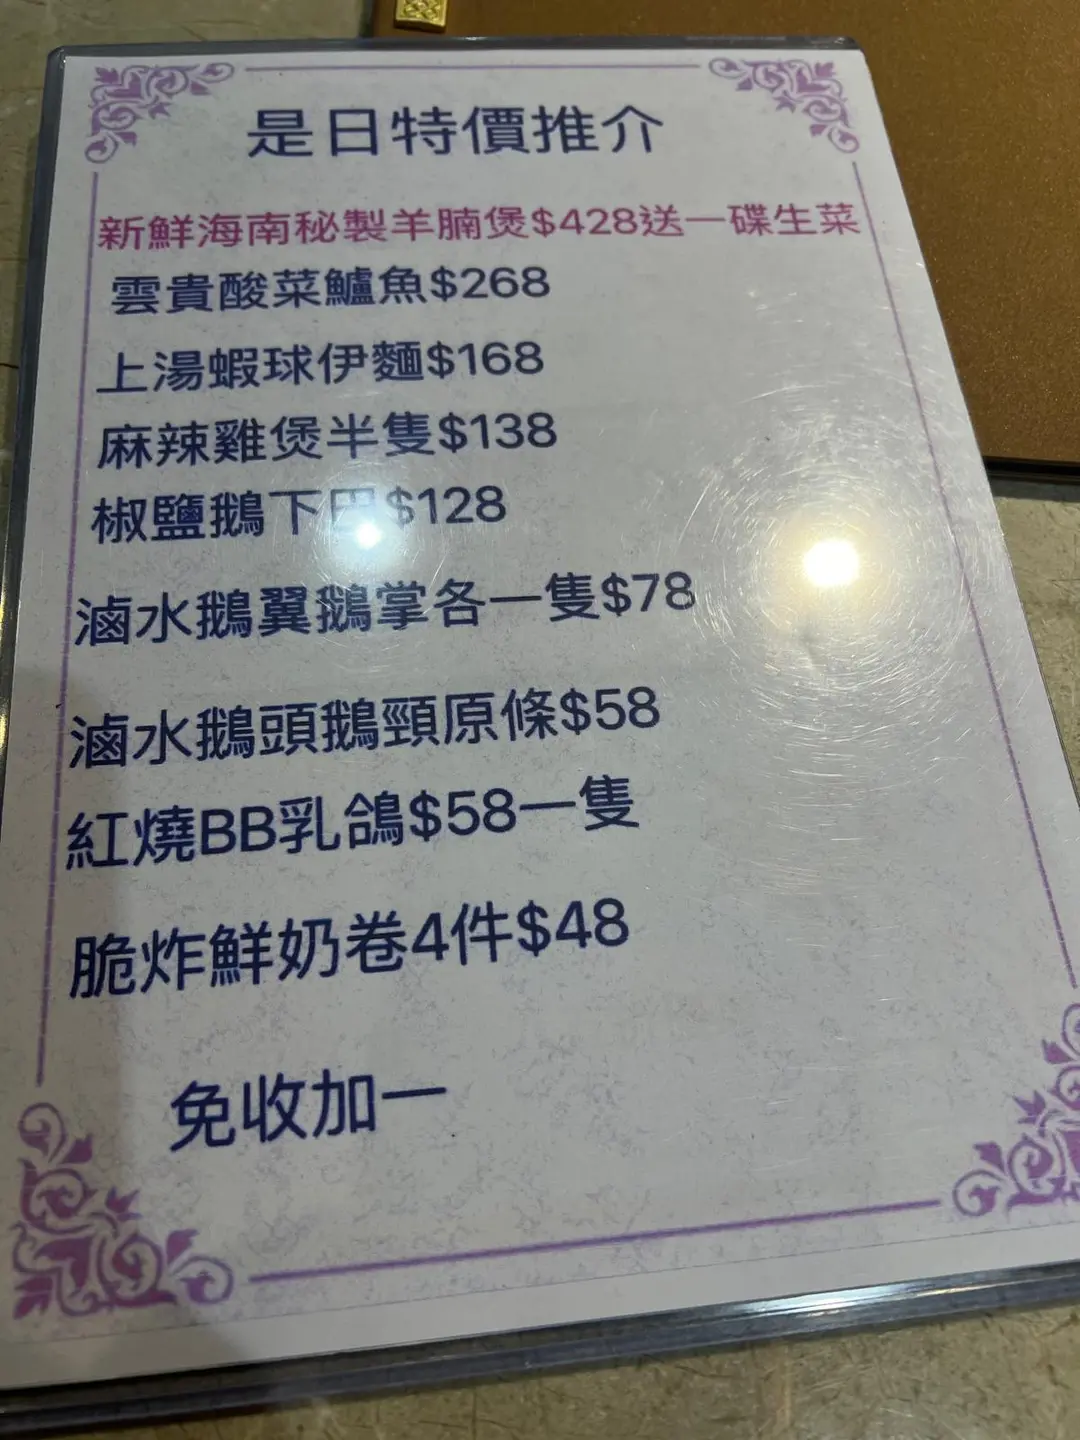 是日特價推介
新鮮海南秘製羊腩煲$428送一碟生菜
雲貴酸菜鱸魚$268
上湯蝦球伊麵$168
麻辣雞煲半隻$138
椒鹽鵝下巴$128
滷水鵝翼鵝掌各一隻$78
滷水鵝頭鵝頸原條$58
紅燒BB乳鴿$58一隻
脆炸鮮奶卷4件$48
免收加一